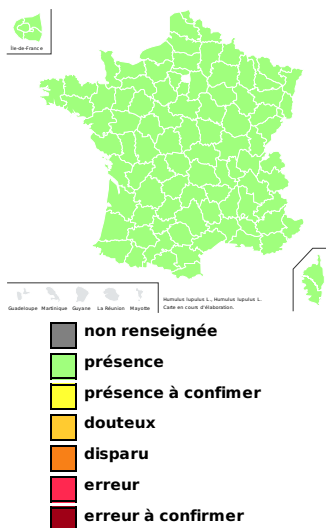 Île-de-France
Guadeloupe Martinique Guyane La Réunion Mayotte
Humulus lupulus L., Humulus lupulus L.
Carte en cours d'élaboration.
non renseignée
présence
présence à confimer
douteux
disparu
erreur
erreur à confirmer